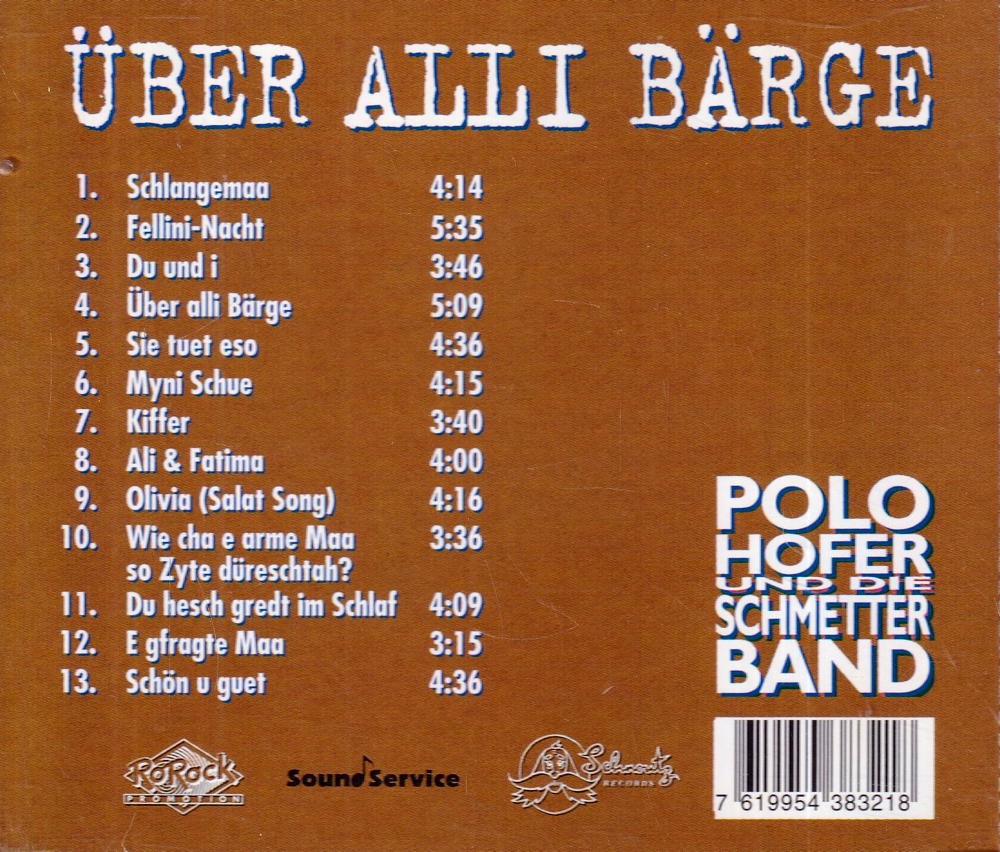 ÜBER ALLI BÄRGE
1. Schlangemaa 4:14
2. Fellini-Nacht 5:35
3. Du und i 3:46
4. Über alli Bärge 5:09
5. Sie tuet eso 4:36
6. Myni Schue 4:15
7. Kiffer 3:40
8. Ali & Fatima 4:00
9. Olivia (Salat Song) 4:16
10. Wie cha e arme Maa 3:36
so Zyte düreschtah?
11. Du hesch gredt im Schlaf 4:09
12. E gfragte Maa 3:15
13. Schön u guet 4:36
POLO
HOFER
UND DIE
SCHMETTER
BAND
RoRock
PROMOTION
SoundService
Schnoutz
RECORDS
7 619954 383218